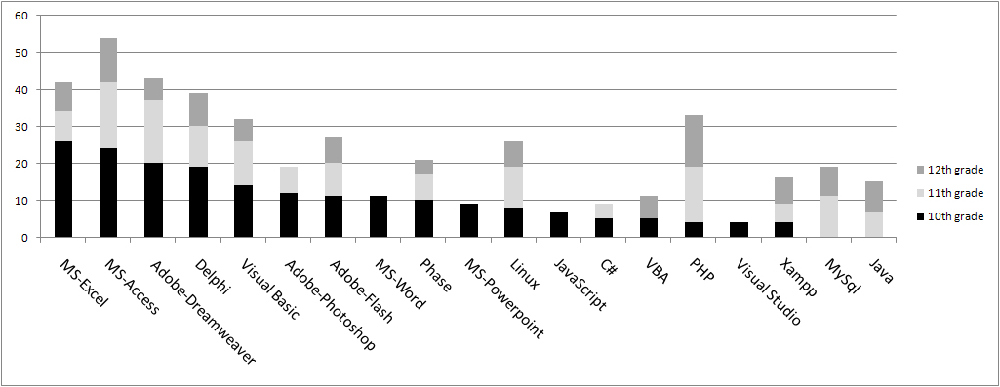 60
50
40
30
20
10
0
MS-Excel
MS-Access
Adobe-Dreamweaver
Delphi
Visual Basic
Adobe-Photoshop
Adobe-Flash
MS-Word
Phase
MS-Powerpoint
Linux
JavaScript
C#
VBA
PHP
Visual Studio
Xampp
MySql
Java
12th grade
11th grade
10th grade